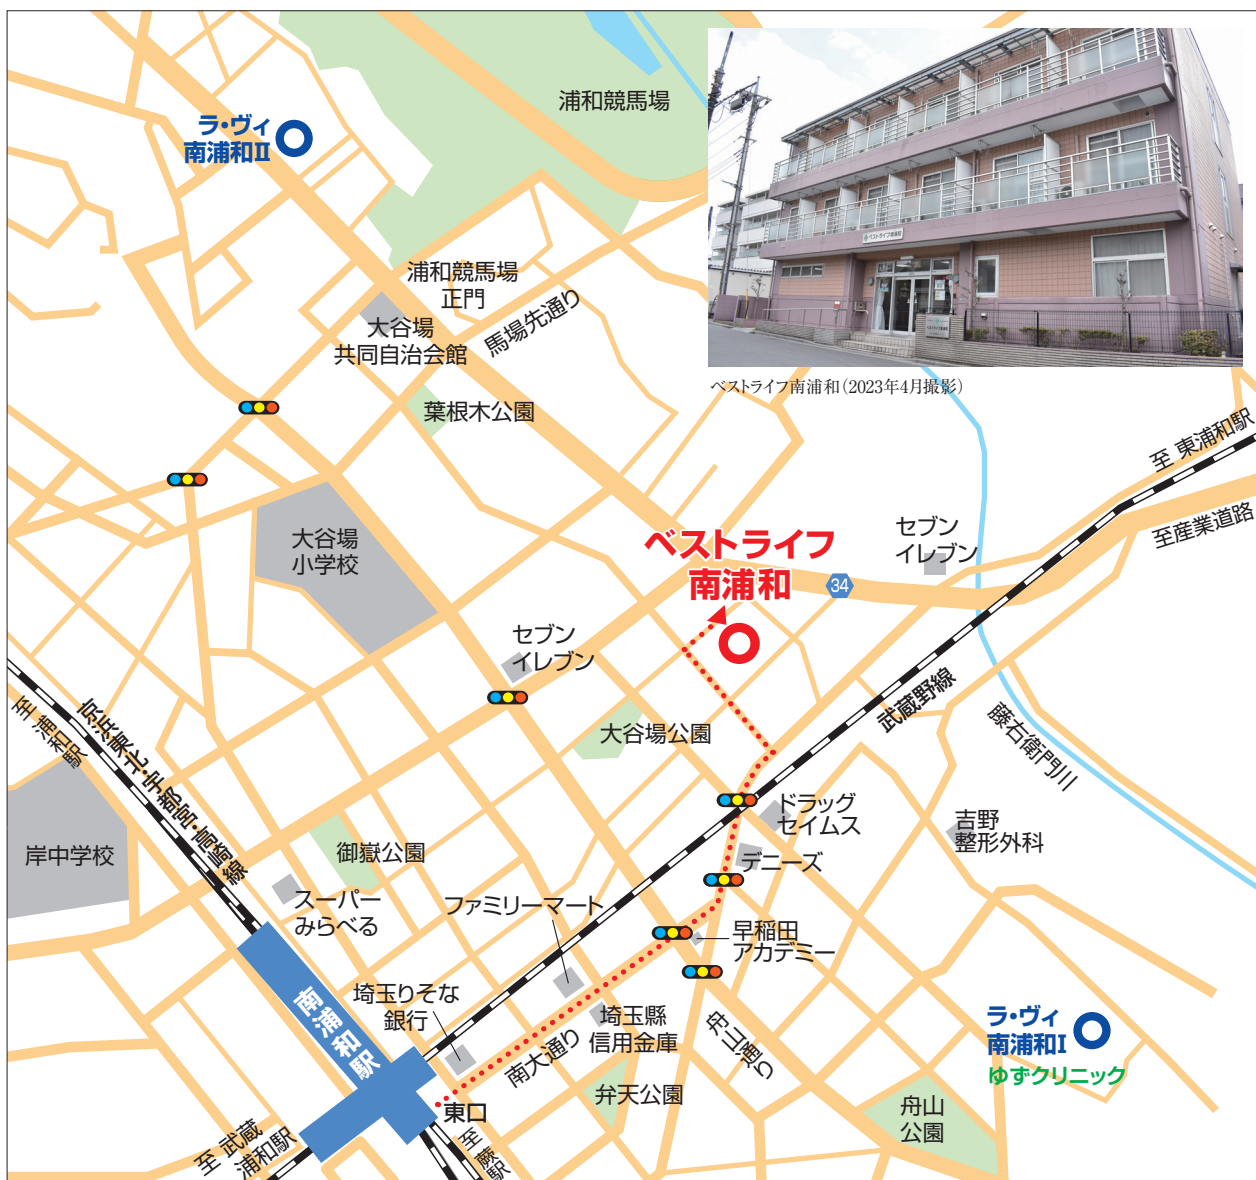 浦和競馬場
ラ・ヴィ
南浦和II
浦和競馬場
正門
大谷場
共同自治会館
馬場先通り
葉根木公園
ベストライフ南浦和
ベストライフ南浦和(2023年4月撮影)
至 東浦和駅
至産業道路
セブン
イレブン
ベストライフ
南浦和
34
大谷場
小学校
セブン
イレブン
大谷場公園
武蔵野線
藤右衛門川
至 浦和駅
京浜東北・宇都宮・高崎線
岸中学校
御嶽公園
スーパー
みらべる
ファミリーマート
ドラッグ
セイムス
デニーズ
吉野
整形外科
早稲田
アカデミー
埼玉りそな
銀行
埼玉縣
信用金庫
南大通り
舟山通り
南浦和駅
東口
弁天公園
ラ・ヴィ
南浦和I
ゆずクリニック
舟山
公園
至 武蔵
浦和駅
至 蕨駅